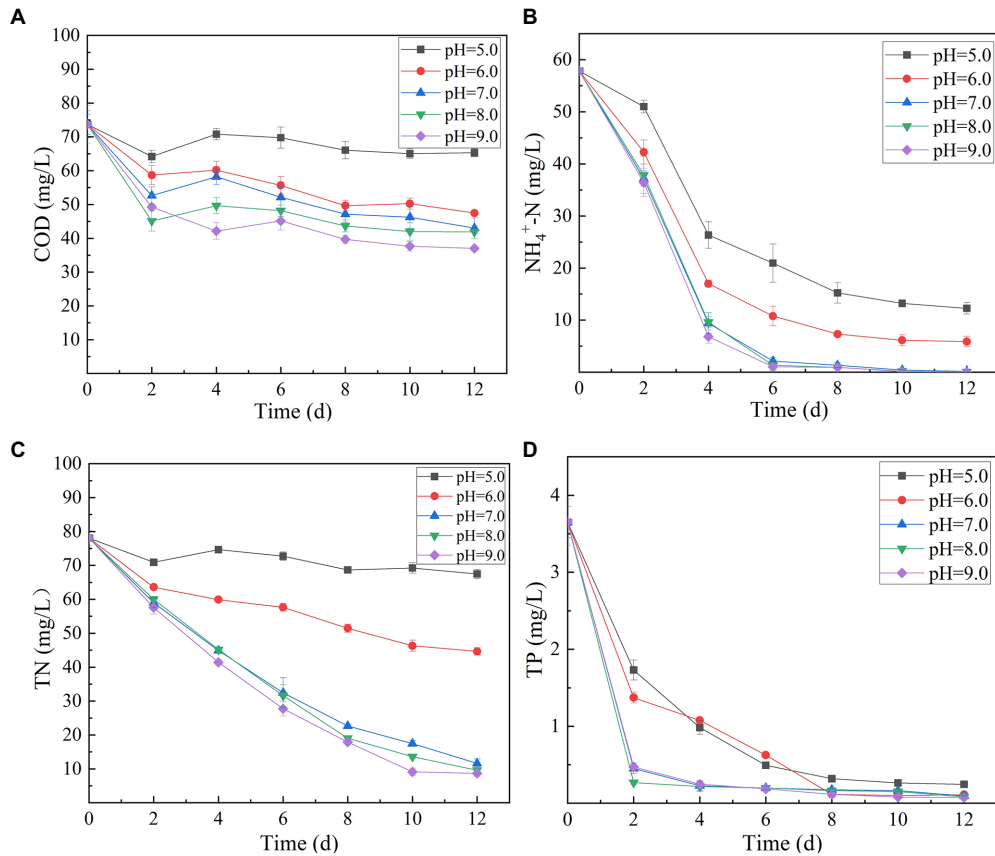 A
COD (mg/L)
100
90
80
70
60
50
40
30
20
10
0
0 2 4 6 8 10 12
Time (d)
pH=5.0
pH=6.0
pH=7.0
pH=8.0
pH=9.0
B
NH₄⁺-N (mg/L)
60
50
40
30
20
10
0 2 4 6 8 10 12
Time (d)
pH=5.0
pH=6.0
pH=7.0
pH=8.0
pH=9.0
C
TN (mg/L)
100
90
80
70
60
50
40
30
20
10
0 2 4 6 8 10 12
Time (d)
pH=5.0
pH=6.0
pH=7.0
pH=8.0
pH=9.0
D
TP (mg/L)
4
3
2
1
0
0 2 4 6 8 10 12
Time (d)
pH=5.0
pH=6.0
pH=7.0
pH=8.0
pH=9.0